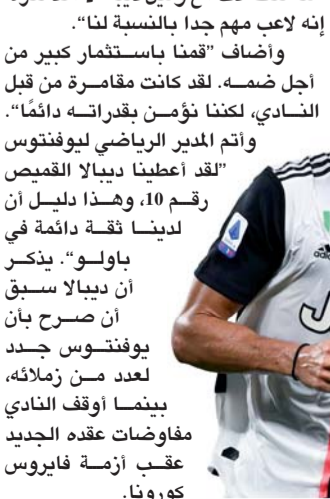 إنه لاعب مهم جدا بالنسبة لنا“.
وأضاف ”قمنا باستثمار كبير من
أجل ضمه. لقد كانت مقامرة من قبل
النادي، لكننا نؤمن بقدراته دائمًا“.
وأتم المدير الرياضي ليوفنتوس
”لقد أعطينا ديبالا القميص
رقم 10، وهذا دليل أن
لدينا ثقة دائمة في
باولو“. يذكر
أن ديبالا سبق
أن صرح بأن
يوفنتوس جدد
لعدد من زملائه،
بينما أوقف النادي
مفاوضات عقده الجديد
عقب أزمة فايروس
كورونا.
adidas
J